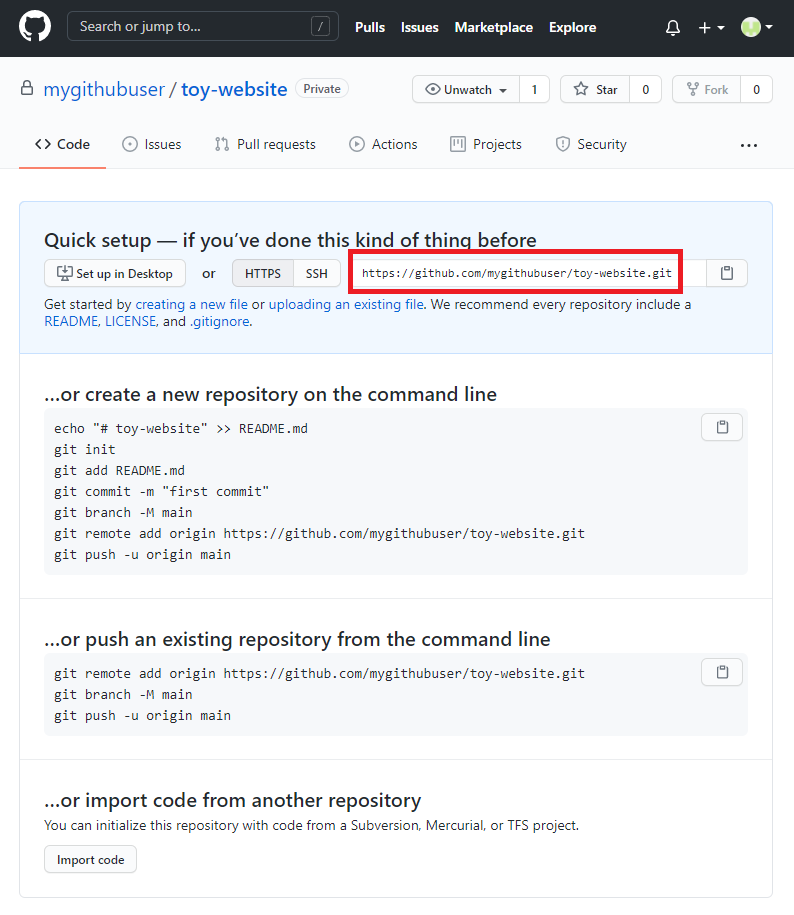 Search or jump to... / Pulls Issues Marketplace Explore
mygithubuser / toy-website Private Unwatch 1 Star 0 Fork 0
Code Issues Pull requests Actions Projects Security ...
Quick setup — if you’ve done this kind of thing before
Set up in Desktop or HTTPS SSH https://github.com/mygithubuser/toy-website.git
Get started by creating a new file or uploading an existing file. We recommend every repository include a
README, LICENSE, and .gitignore.
…or create a new repository on the command line
echo "# toy-website" >> README.md
git init
git add README.md
git commit -m "first commit"
git branch -M main
git remote add origin https://github.com/mygithubuser/toy-website.git
git push -u origin main
…or push an existing repository from the command line
git remote add origin https://github.com/mygithubuser/toy-website.git
git branch -M main
git push -u origin main
…or import code from another repository
You can initialize this repository with code from a Subversion, Mercurial, or TFS project.
Import code